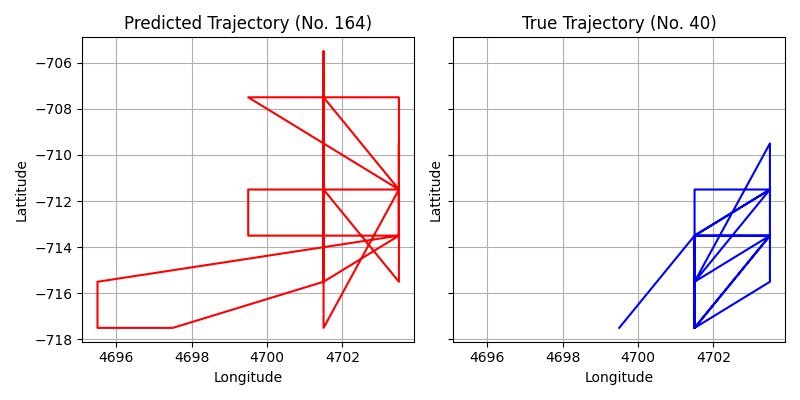 Predicted Trajectory (No. 164)
True Trajectory (No. 40)
Lattitude
−706
−708
−710
−712
−714
−716
−718
4696 4698 4700 4702
Longitude
Lattitude
4696 4698 4700 4702
Longitude